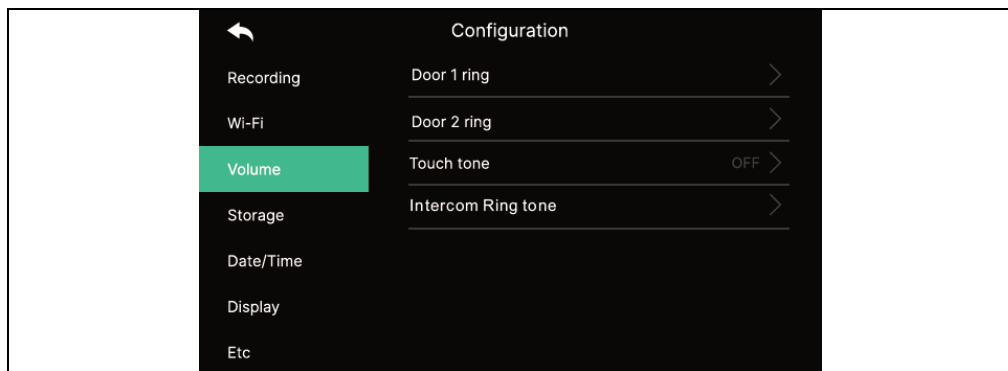 Configuration
Recording
Wi-Fi
Volume
Storage
Date/Time
Display
Etc
Door 1 ring
Door 2 ring
Touch tone OFF
Intercom Ring tone